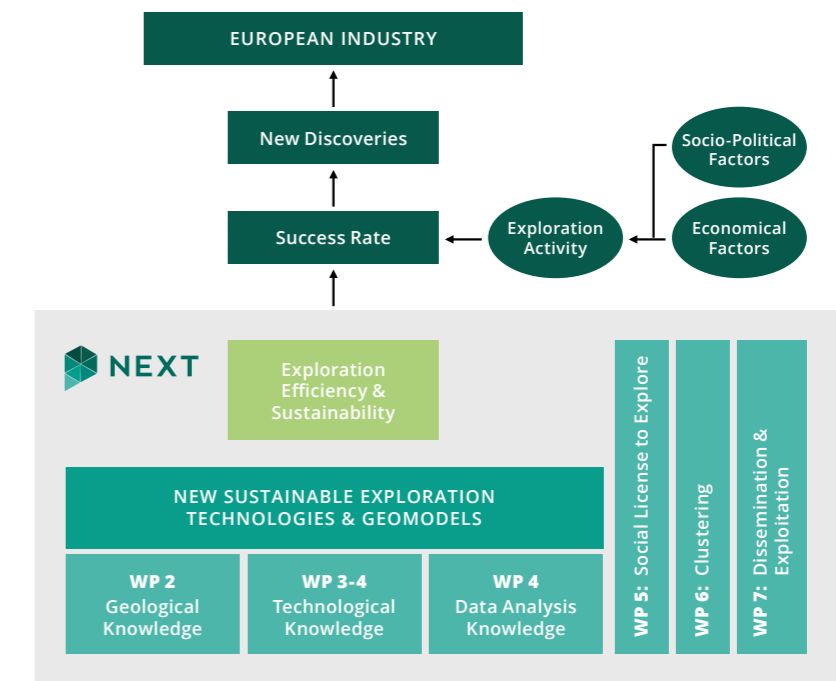 EUROPEAN INDUSTRY
New Discoveries
Socio-Political
Factors
Success Rate
Exploration
Activity
Economical
Factors
NEXT
Exploration
Efficiency &
Sustainability
NEW SUSTAINABLE EXPLORATION
TECHNOLOGIES & GEOMODELS
WP 2
Geological
Knowledge
WP 3-4
Technological
Knowledge
WP 4
Data Analysis
Knowledge
WP 5: Social License to Explore
WP 6: Clustering
WP 7: Dissemination &
Exploitation